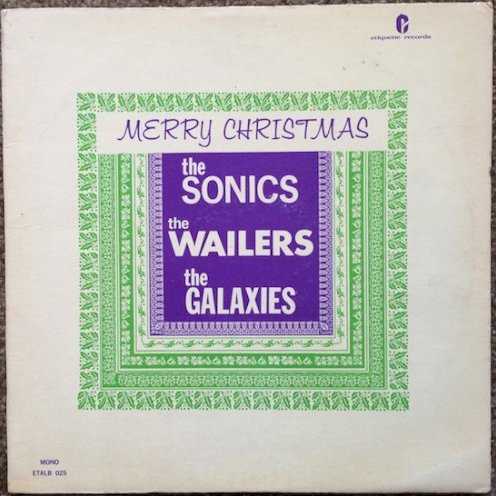 etiquette records
MERRY CHRISTMAS
the
SONICS
the
WAILERS
the
GALAXIES
MONO
ETALB 025